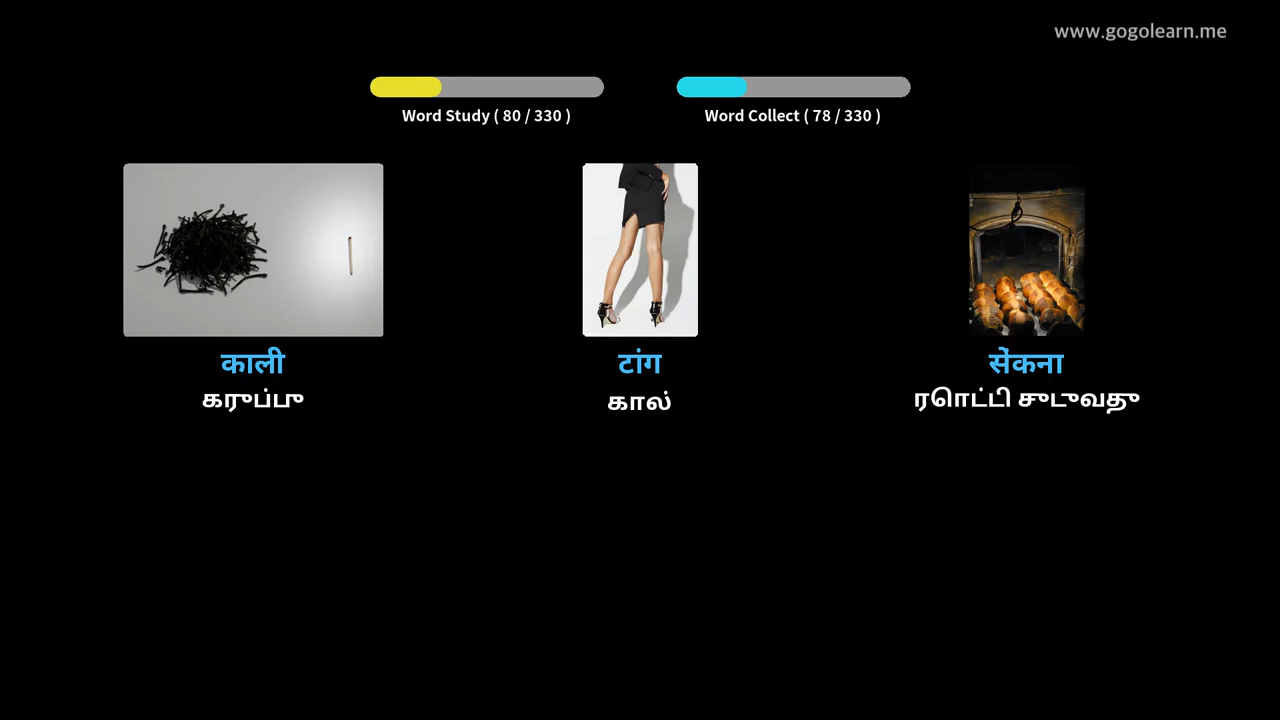 www.gogolearn.me
Word Study ( 80 / 330 )
Word Collect ( 78 / 330 )
काली
टांग
सेंकना
கருப்பு
கால்
ரொட்டி சுடுவது